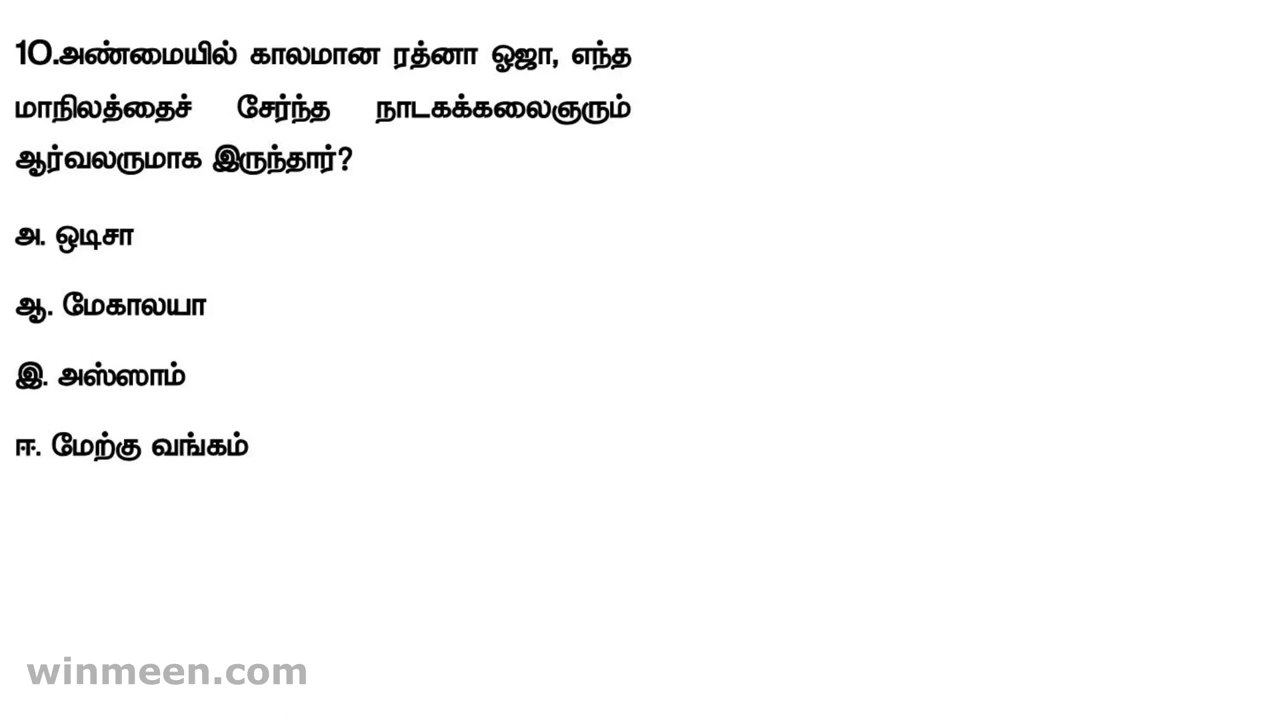 10.அண்மையில் காலமான ரத்னா ஓஜா, எந்த
மாநிலத்தைச் சேர்ந்த நாடகக்கலைஞரும்
ஆர்வலருமாக இருந்தார்?
அ. ஒடிசா
ஆ. மேகாலயா
இ. அஸ்ஸாம்
ஈ. மேற்கு வங்கம்
winmeen.com